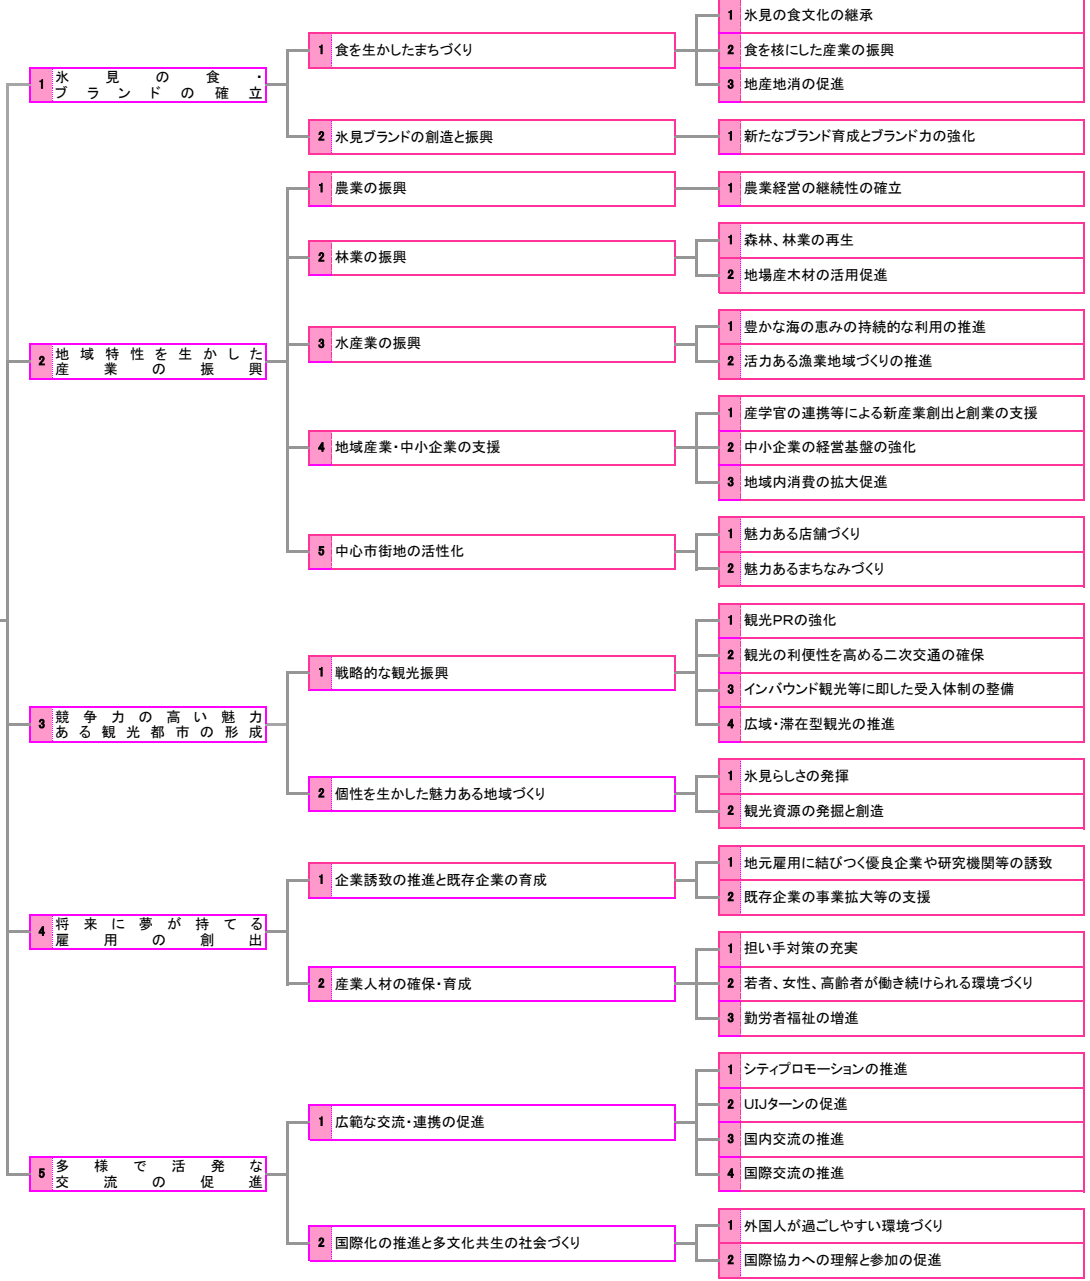 1 氷見の食・
ブランドの確立
1 食を生かしたまちづくり
1 氷見の食文化の継承
2 食を核にした産業の振興
3 地産地消の促進
2 氷見ブランドの創造と振興
1 新たなブランド育成とブランド力の強化
2 地域特性を生かした
産業の振興
1 農業の振興
1 農業経営の継続性の確立
2 林業の振興
1 森林、林業の再生
2 地場産木材の活用促進
3 水産業の振興
1 豊かな海の恵みの持続的な利用の推進
2 活力ある漁業地域づくりの推進
4 地域産業・中小企業の支援
1 産学官の連携等による新産業創出と創業の支援
2 中小企業の経営基盤の強化
3 地域内消費の拡大促進
5 中心市街地の活性化
1 魅力ある店舗づくり
2 魅力あるまちなみづくり
3 競争力の高い魅力
ある観光都市の形成
1 戦略的な観光振興
1 観光PRの強化
2 観光の利便性を高める二次交通の確保
3 インバウンド観光等に即した受入体制の整備
4 広域・滞在型観光の推進
2 個性を生かした魅力ある地域づくり
1 氷見らしさの発揮
2 観光資源の発掘と創造
4 将来に夢が持てる
雇用の創出
1 企業誘致の推進と既存企業の育成
1 地元雇用に結びつく優良企業や研究機関等の誘致
2 既存企業の事業拡大等の支援
2 産業人材の確保・育成
1 担い手対策の充実
2 若者、女性、高齢者が働き続けられる環境づくり
3 勤労者福祉の増進
5 多様で活発な
交流の促進
1 広範な交流・連携の促進
1 シティプロモーションの推進
2 UIJターンの促進
3 国内交流の推進
4 国際交流の推進
2 国際化の推進と多文化共生の社会づくり
1 外国人が過ごしやすい環境づくり
2 国際協力への理解と参加の促進